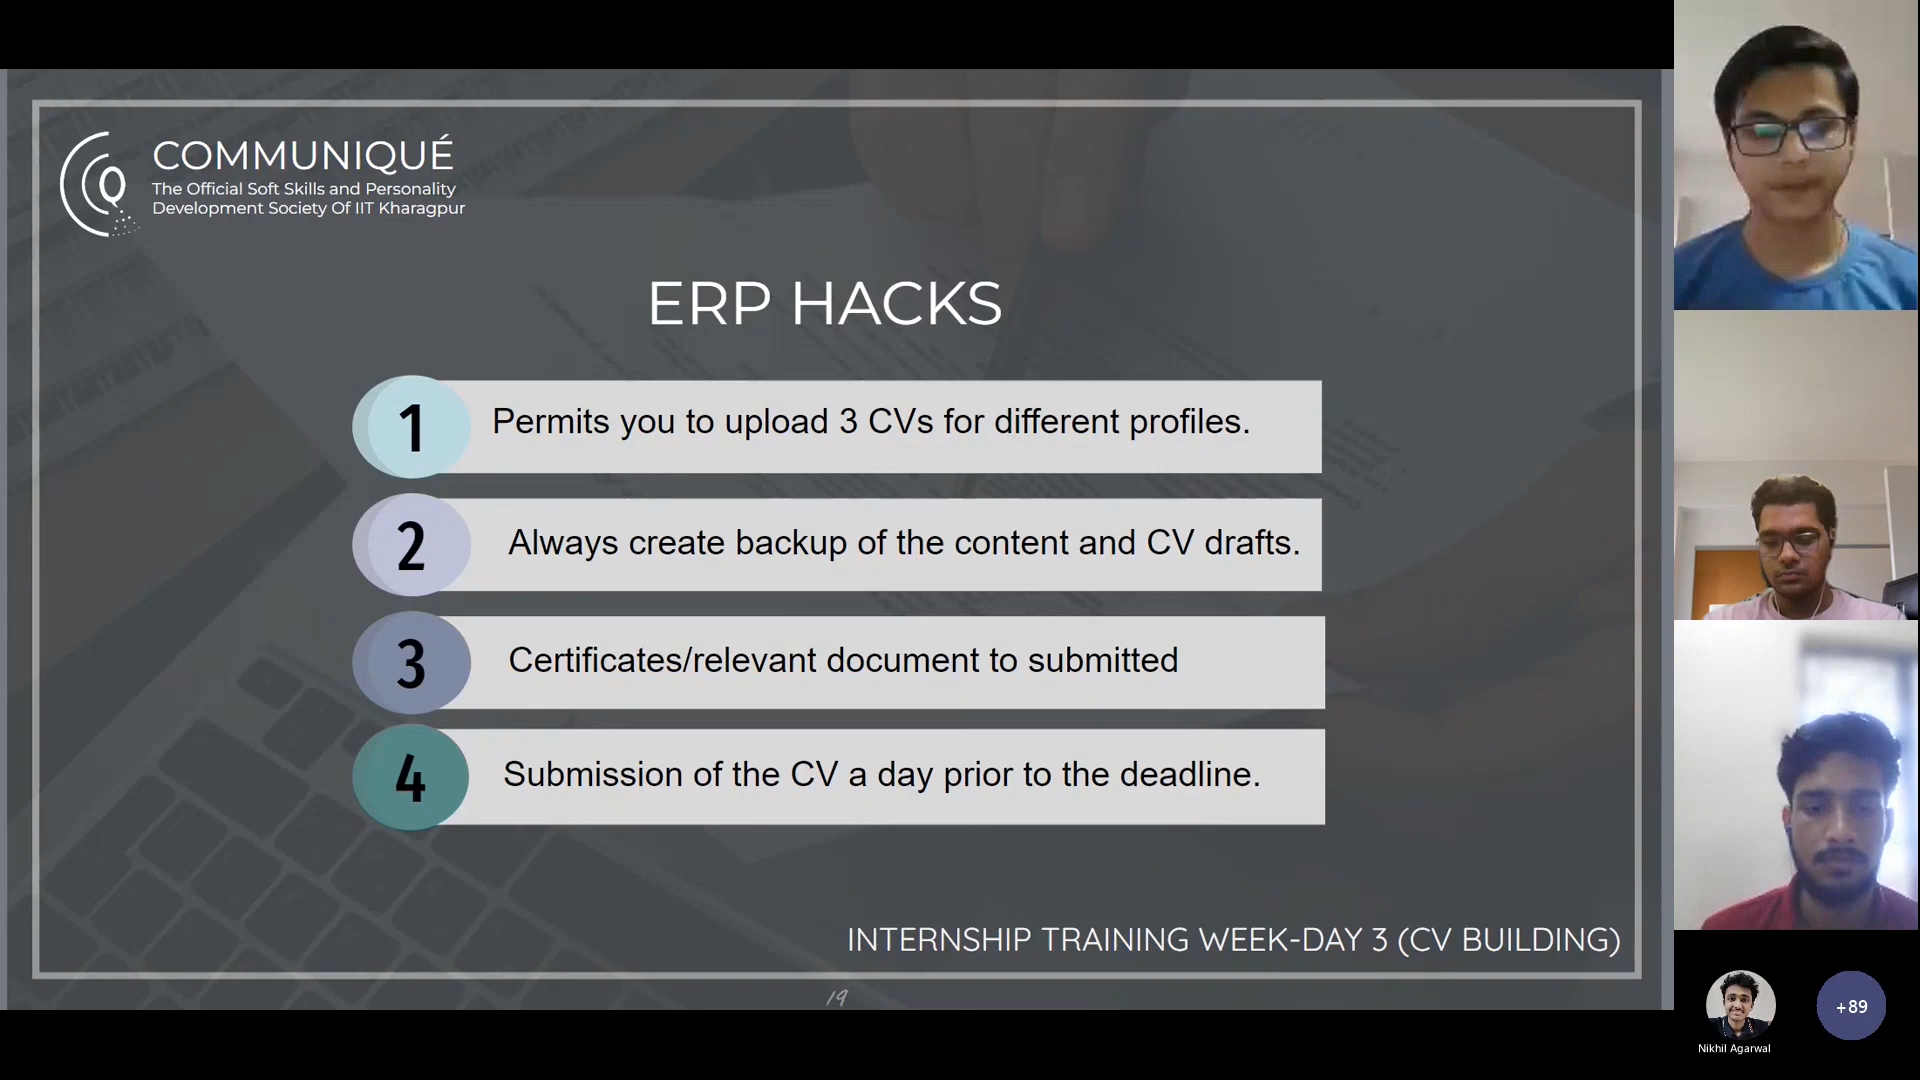 COMMUNIQUÉ
The Official Soft Skills and Personality
Development Society Of IIT Kharagpur
ERP HACKS
1 Permits you to upload 3 CVs for different profiles.
2 Always create backup of the content and CV drafts.
3 Certificates/relevant document to submitted
4 Submission of the CV a day prior to the deadline.
INTERNSHIP TRAINING WEEK-DAY 3 (CV BUILDING)
19
+89
Nikhil Agarwal